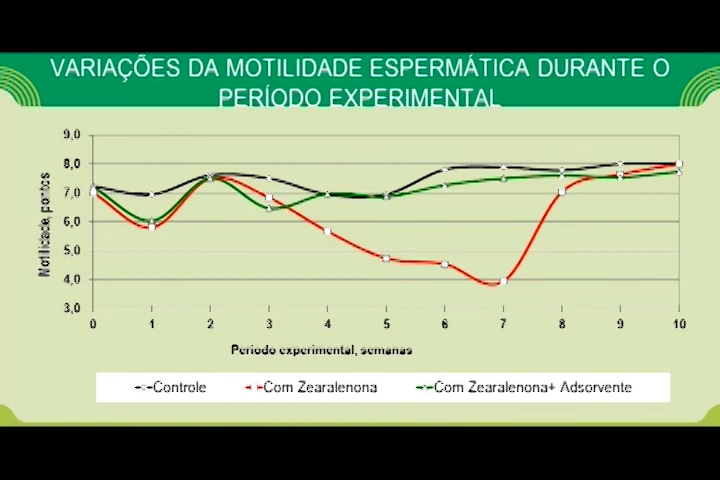 VARIAÇÕES DA MOTILIDADE ESPERMÁTICA DURANTE O
PERÍODO EXPERIMENTAL
9,0
8,0
7,0
6,0
5,0
4,0
3,0
Motilidade, pontos
0 1 2 3 4 5 6 7 8 9 10
Periodo experimental, semanas
Controle Com Zearalenona Com Zearalenona+ Adsorvente